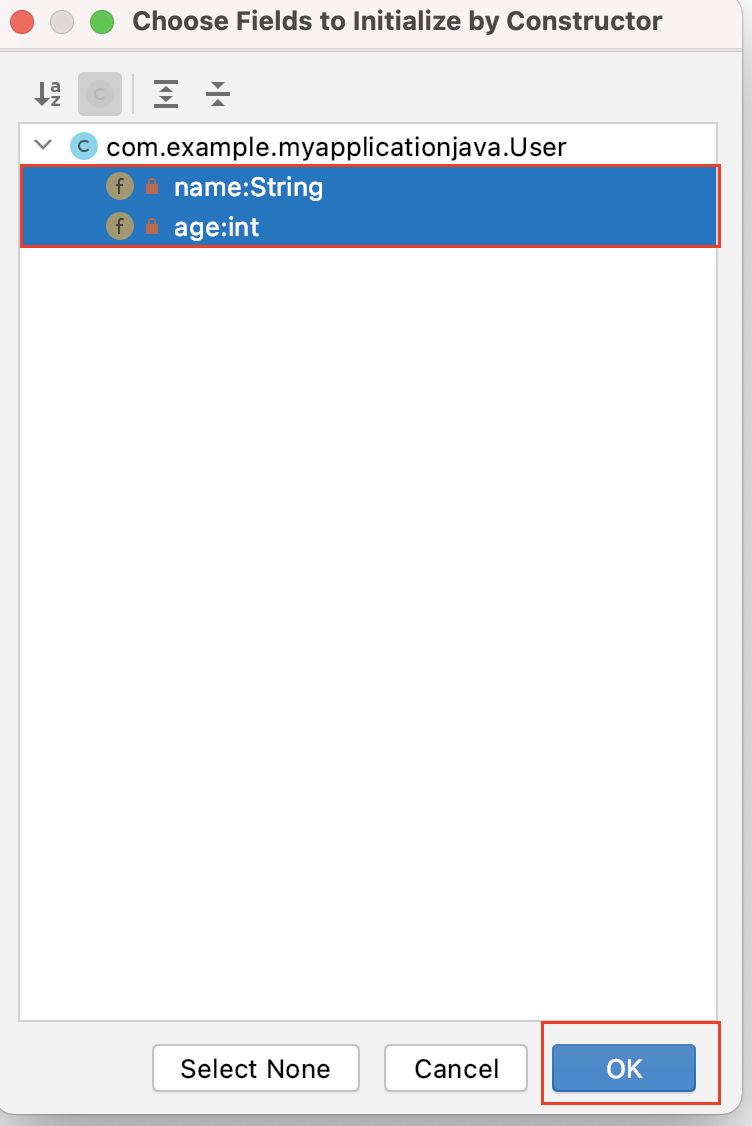 Choose Fields to Initialize by Constructor
a
z
C
C com.example.myapplicationjava.User
f name:String
f age:int
Select None
Cancel
OK